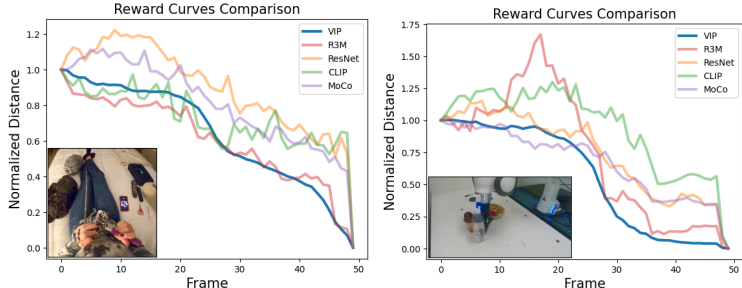 Reward Curves Comparison
Normalized Distance
1.2
1.0
0.8
0.6
0.4
0.2
0.0
VIP
R3M
ResNet
CLIP
MoCo
0
10
20
30
40
50
Frame
Reward Curves Comparison
Normalized Distance
1.75
1.50
1.25
1.00
0.75
0.50
0.25
0.00
VIP
R3M
ResNet
CLIP
MoCo
0
10
20
30
40
50
Frame